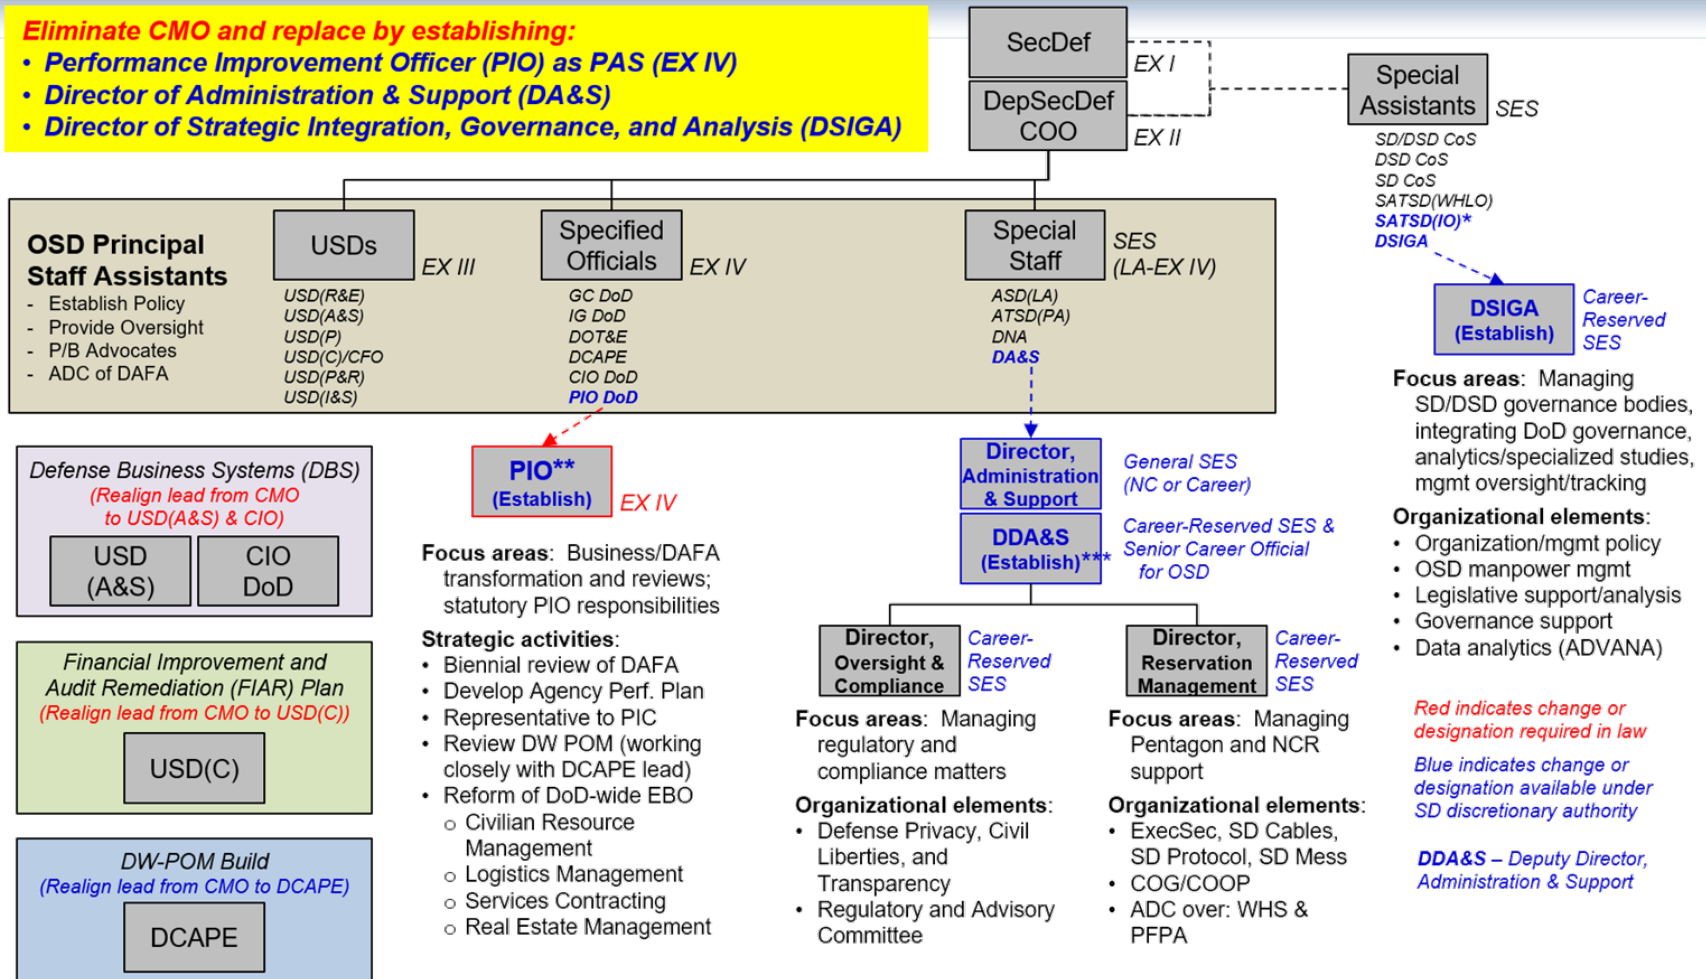 Eliminate CMO and replace by establishing:
• Performance Improvement Officer (PIO) as PAS (EX IV)
• Director of Administration & Support (DA&S)
• Director of Strategic Integration, Governance, and Analysis (DSIGA)
SecDef
EX I
DepSecDef
COO
EX II
Special
Assistants
SES
SD/DSD CoS
DSD CoS
SD CoS
SATSD(WHLO)
SATSD(IO)*
DSIGA
OSD Principal
Staff Assistants
- Establish Policy
- Provide Oversight
- P/B Advocates
- ADC of DAFA
USDs
EX III
USD(R&E)
USD(A&S)
USD(P)
USD(C)/CFO
USD(P&R)
USD(I&S)
Specified
Officials
EX IV
GC DoD
IG DoD
DOT&E
DCAPE
CIO DoD
PIO DoD
Special
Staff
SES
(LA-EX IV)
ASD(LA)
ATSD(PA)
DNA
DA&S
DSIGA
(Establish)
Career-
Reserved
SES
Focus areas: Managing
SD/DSD governance bodies,
integrating DoD governance,
analytics/specialized studies,
mgmt oversight/tracking
Organizational elements:
• Organization/mgmt policy
• OSD manpower mgmt
• Legislative support/analysis
• Governance support
• Data analytics (ADVANA)
Defense Business Systems (DBS)
(Realign lead from CMO
to USD(A&S) & CIO)
USD
(A&S)
CIO
DoD
Financial Improvement and
Audit Remediation (FIAR) Plan
(Realign lead from CMO to USD(C))
USD(C)
DW-POM Build
(Realign lead from CMO to DCAPE)
DCAPE
PIO**
(Establish)
EX IV
Focus areas: Business/DAFA
transformation and reviews;
statutory PIO responsibilities
Strategic activities:
• Biennial review of DAFA
• Develop Agency Perf. Plan
• Representative to PIC
• Review DW POM (working
closely with DCAPE lead)
• Reform of DoD-wide EBO
o Civilian Resource
Management
o Logistics Management
o Services Contracting
o Real Estate Management
Director,
Administration
& Support
General SES
(NC or Career)
DDA&S
(Establish)***
Career-Reserved SES &
Senior Career Official
for OSD
Director,
Oversight &
Compliance
Career-
Reserved
SES
Focus areas: Managing
regulatory and
compliance matters
Organizational elements:
• Defense Privacy, Civil
Liberties, and
Transparency
• Regulatory and Advisory
Committee
Director,
Reservation
Management
Career-
Reserved
SES
Focus areas: Managing
Pentagon and NCR
support
Organizational elements:
• ExecSec, SD Cables,
SD Protocol, SD Mess
• COG/COOP
• ADC over: WHS &
PFPA
Red indicates change or
designation required in law
Blue indicates change or
designation available under
SD discretionary authority
DDA&S – Deputy Director,
Administration & Support